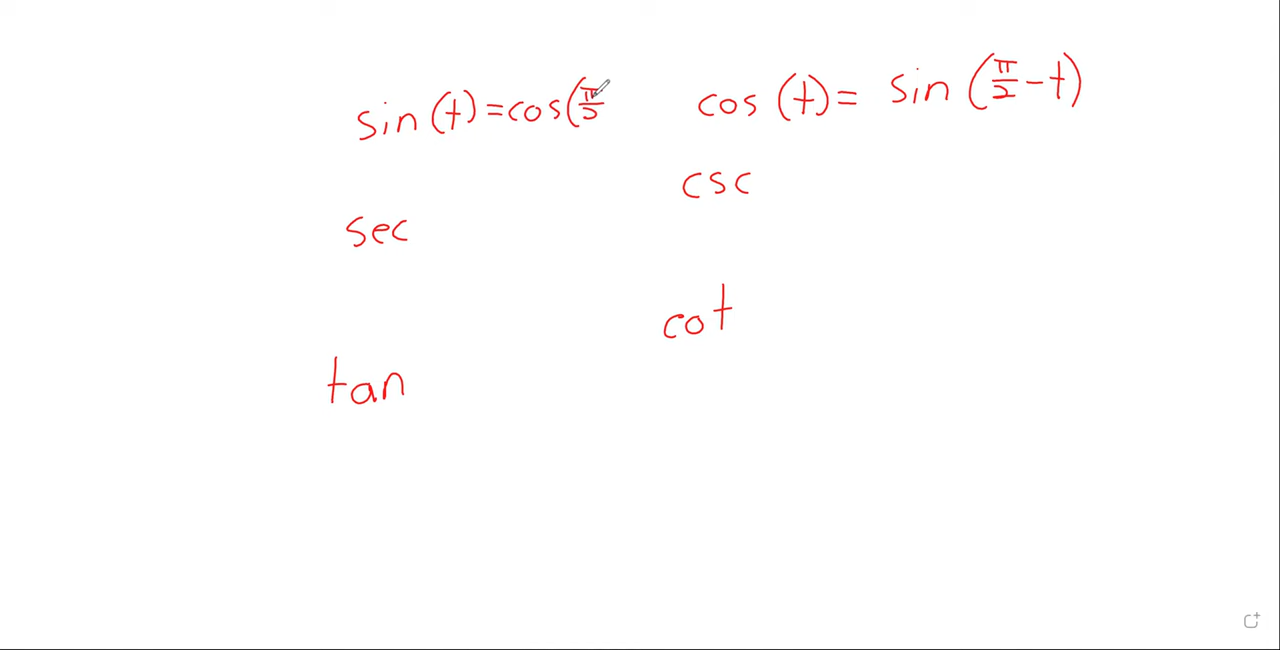 sin(t)=cos(π/2
cos(t)= sin(π/2-t)
csc
sec
cot
tan